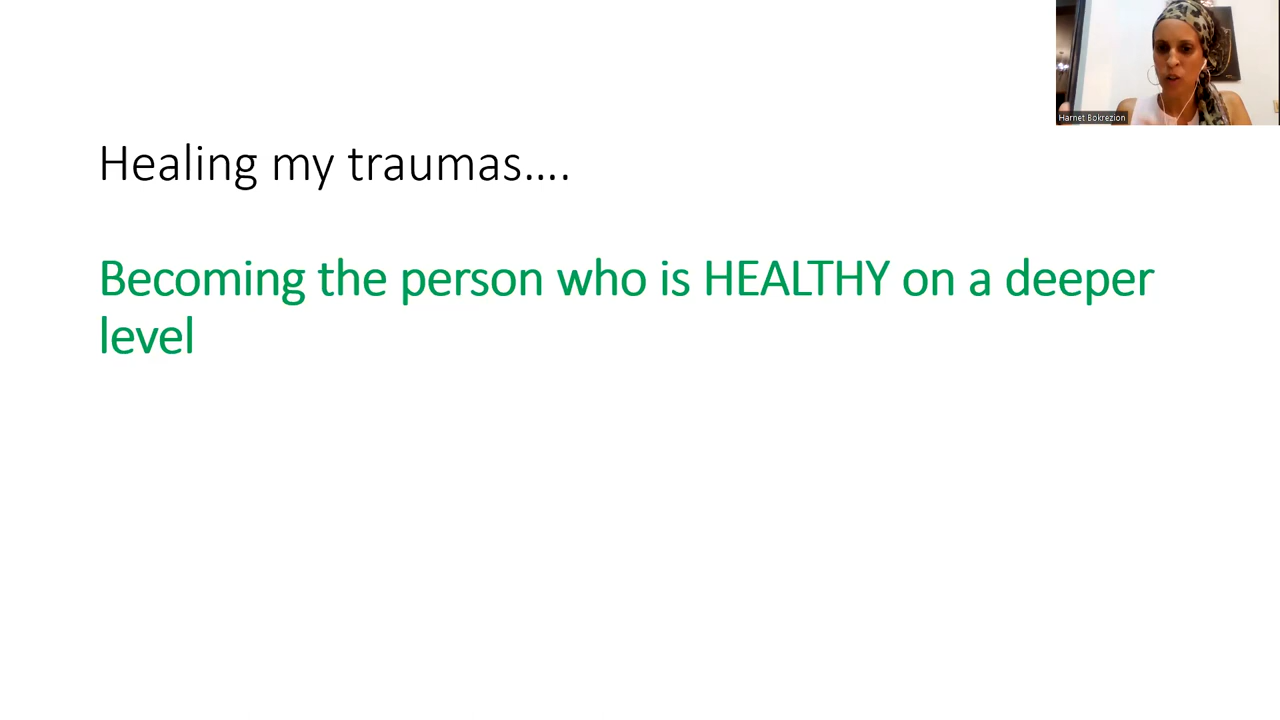 Harnet Bokrezion
Healing my traumas....
Becoming the person who is HEALTHY on a deeper
level